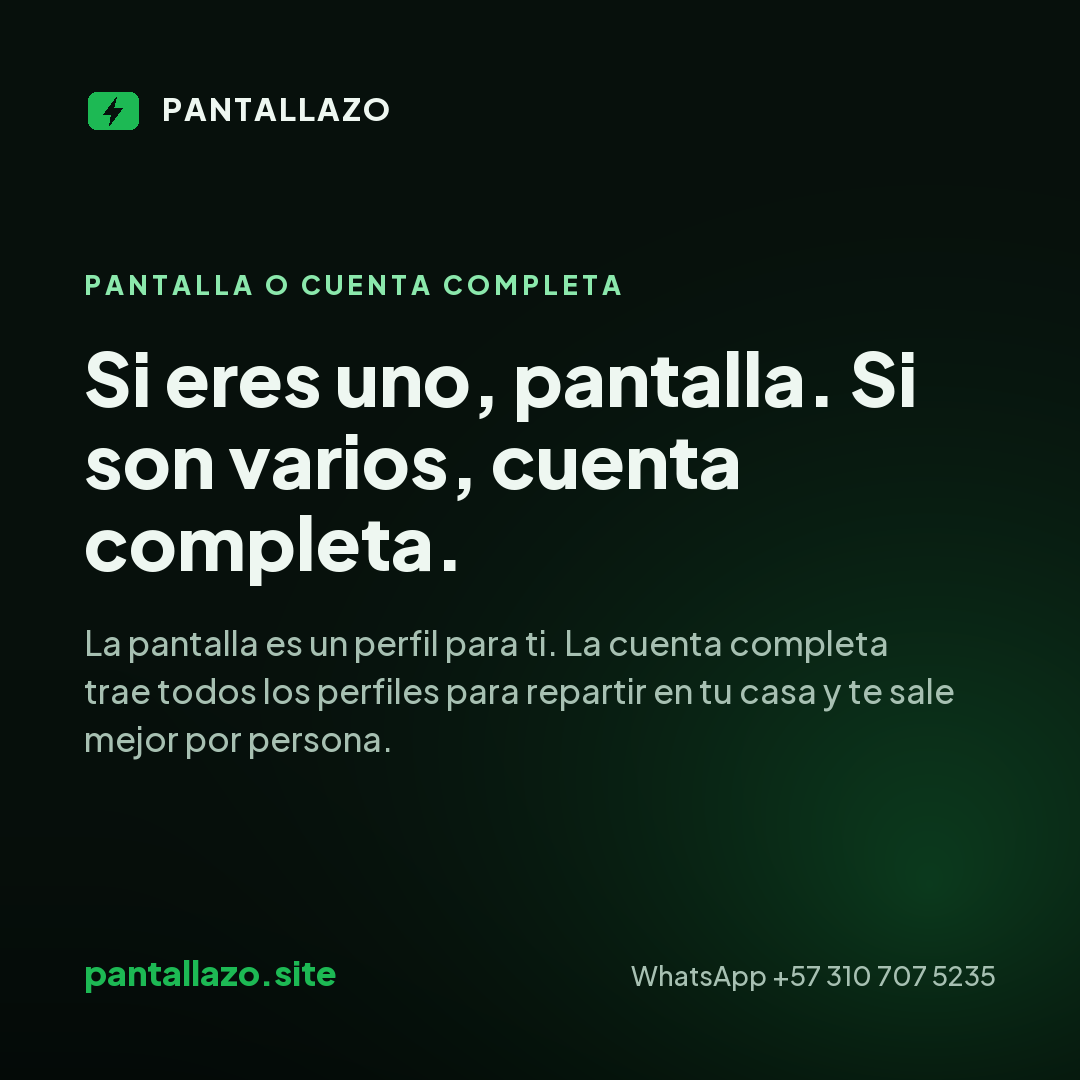 PANTALLAZO
PANTALLA O CUENTA COMPLETA
Si eres uno, pantalla. Si
son varios, cuenta
completa.
La pantalla es un perfil para ti. La cuenta completa
trae todos los perfiles para repartir en tu casa y te sale
mejor por persona.
pantallazo.site
WhatsApp +57 310 707 5235